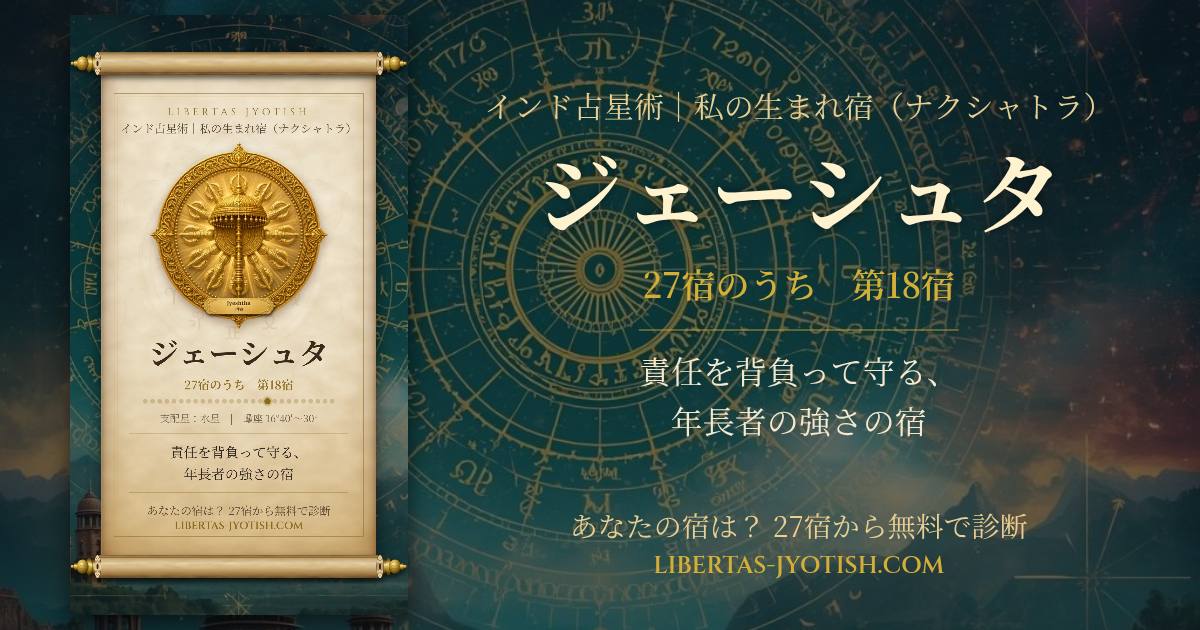 LIBERTAS JYOTISH
インド占星術｜私の生まれ宿（ナクシャトラ）
Jyeshtha
ジェーシュタ
27宿のうち　第18宿
支配星：水星　｜　蠍座 16°40′〜30°
責任を背負って守る、
年長者の強さの宿
あなたの宿は？ 27宿から無料で診断
LIBERTAS-JYOTISH.COM
インド占星術｜私の生まれ宿（ナクシャトラ）
ジェーシュタ
27宿のうち　第18宿
責任を背負って守る、
年長者の強さの宿
あなたの宿は？ 27宿から無料で診断
LIBERTAS-JYOTISH.COM